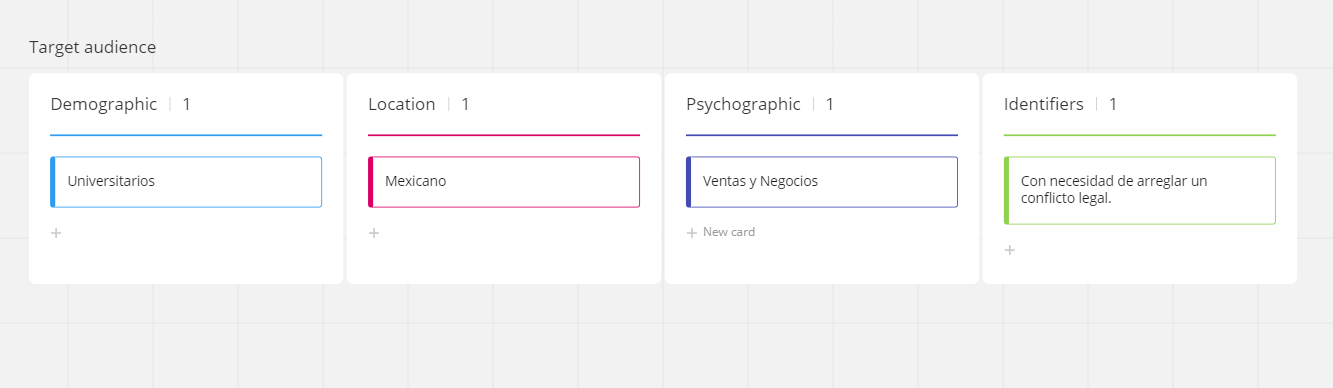 Target audience
Demographic | 1
Location | 1
Psychographic | 1
Identifiers | 1
Universitarios
Mexicano
Ventas y Negocios
Con necesidad de arreglar un
conflicto legal.
+
+
+ New card
+